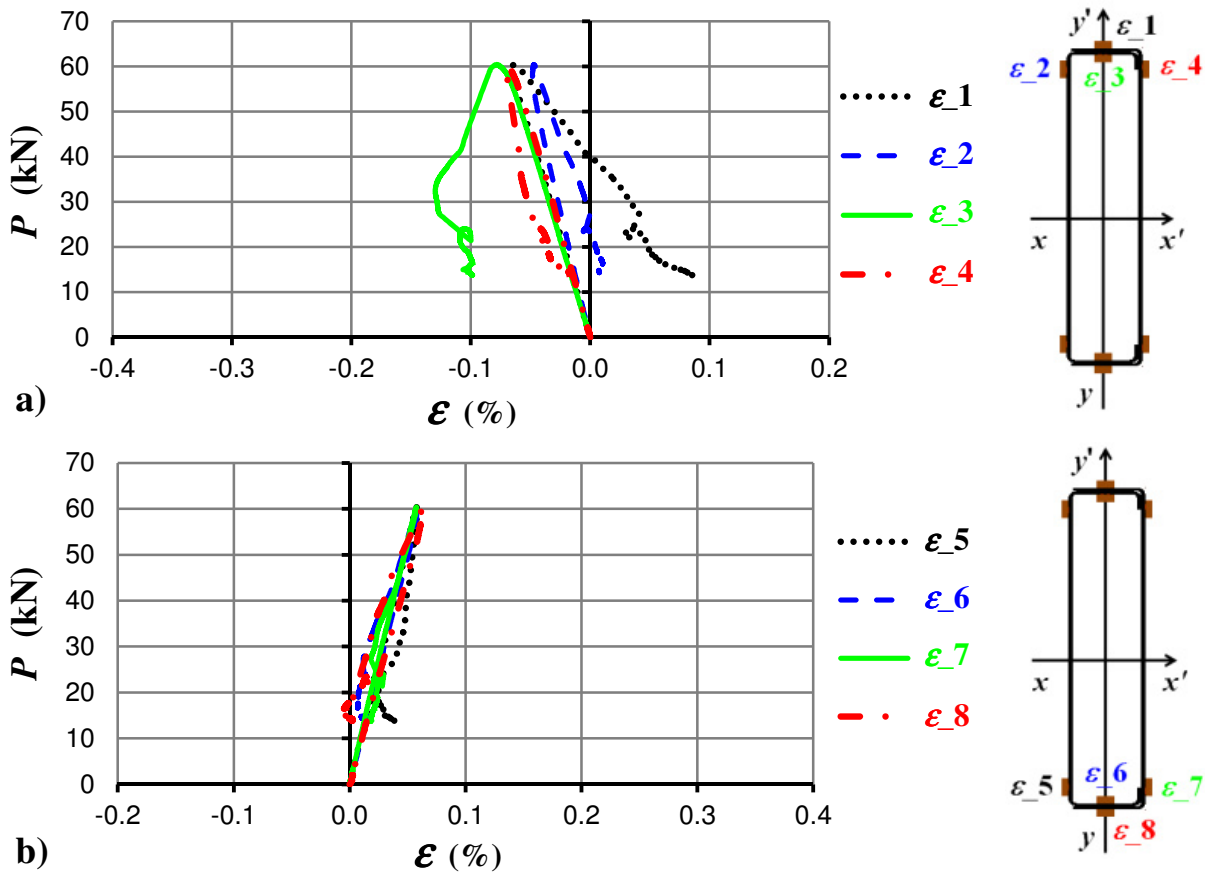 70
60
50
40
30
20
10
0
P (kN)
-0.4 -0.3 -0.2 -0.1 0.0 0.1 0.2
ε (%)
a)
ε_1
ε_2
ε_3
ε_4
y'
ε_1
ε_2 ε_3 ε_4
x x'
y
70
60
50
40
30
20
10
0
P (kN)
-0.2 -0.1 0.0 0.1 0.2 0.3 0.4
ε (%)
b)
ε_5
ε_6
ε_7
ε_8
y'
x x'
ε_5 ε_6 ε_7
y ε_8